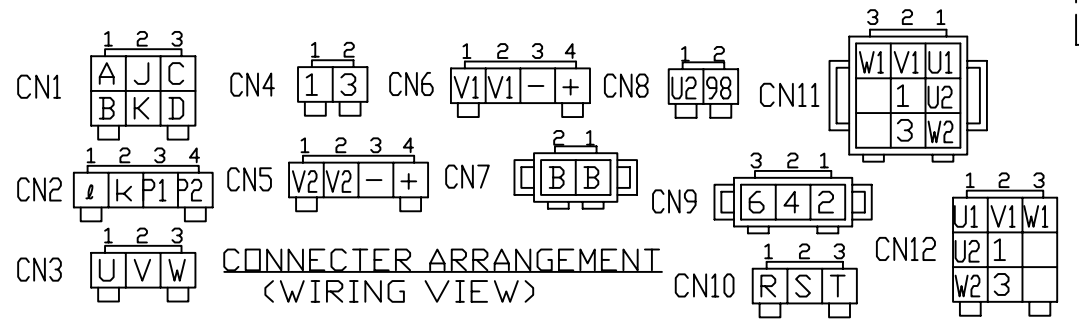 1 2 3
CN1
A J C
B K D
1 2
CN4
1 3
1 2 3 4
CN6
V1 V1 - +
1 2
CN8
U2 98
3 2 1
CN11
W1 V1 U1
1 U2
3 W2
1 2 3 4
CN2
ℓ k P1 P2
1 2 3 4
CN5
V2 V2 - +
2 1
CN7
B B
3 2 1
CN9
6 4 2
1 2 3
CN12
U1 V1 W1
U2 1
W2 3
1 2 3
CN3
U V W
CONNECTER ARRANGEMENT
(WIRING VIEW)
1 2 3
CN10
R S T